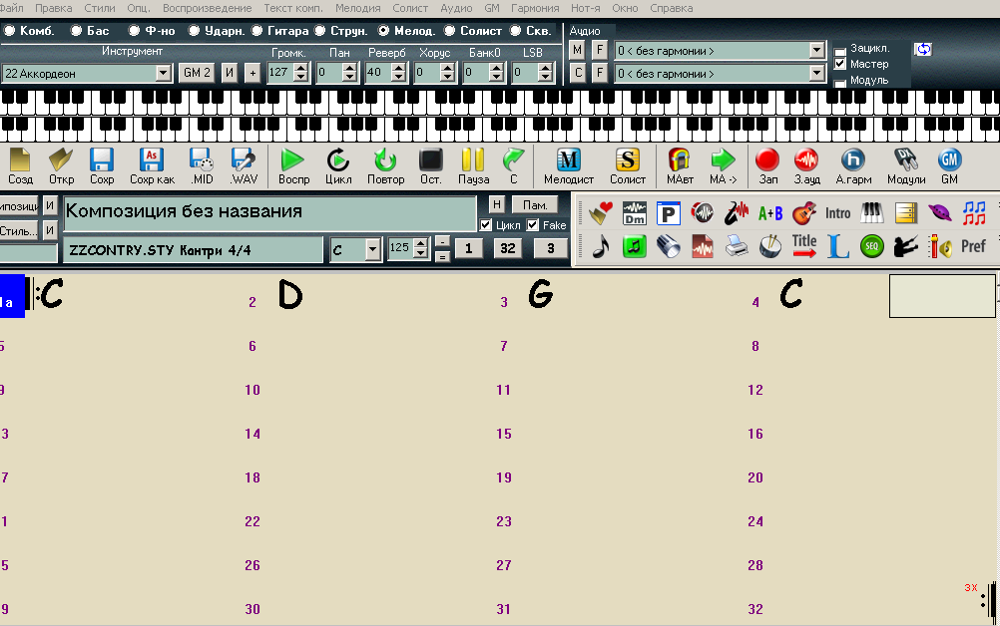 Файл Правка Стили Опц. Воспроизведение Текст комп. Мелодия Солист Аудио GM Гармония Нот-я Окно Справка
Комб. Бас Ф-но Ударн. Гитара Струн. Мелод. Солист Скв. Аудио
Инструмент Громк. Пан Реверб Хорус Банк0 LSB M F 0 < без гармонии > Зацикл.
22 Аккордеон GM 2 И + 127 0 40 0 0 0 C F 0 < без гармонии > Мастер
Модуль
Созд Откр Сохр Сохр как .MID .WAV Воспр Цикл Повтор Ост. Пауза С Мелодист Солист МАвт МА -> Зап З.ауд А.гарм Модули GM
позици И Композиция без названия Н Пам. Dm P A+B Intro
Стиль... И Цикл Fake
ZZCONTRY.STY Кантри 4/4 C 125 - = 1 32 3 Title L SEQ Pref
1a C 2 D 3 G 4 C
5 6 7 8
9 10 11 12
3 14 15 16
7 18 19 20
1 22 23 24
5 26 27 28
3X
9 30 31 32